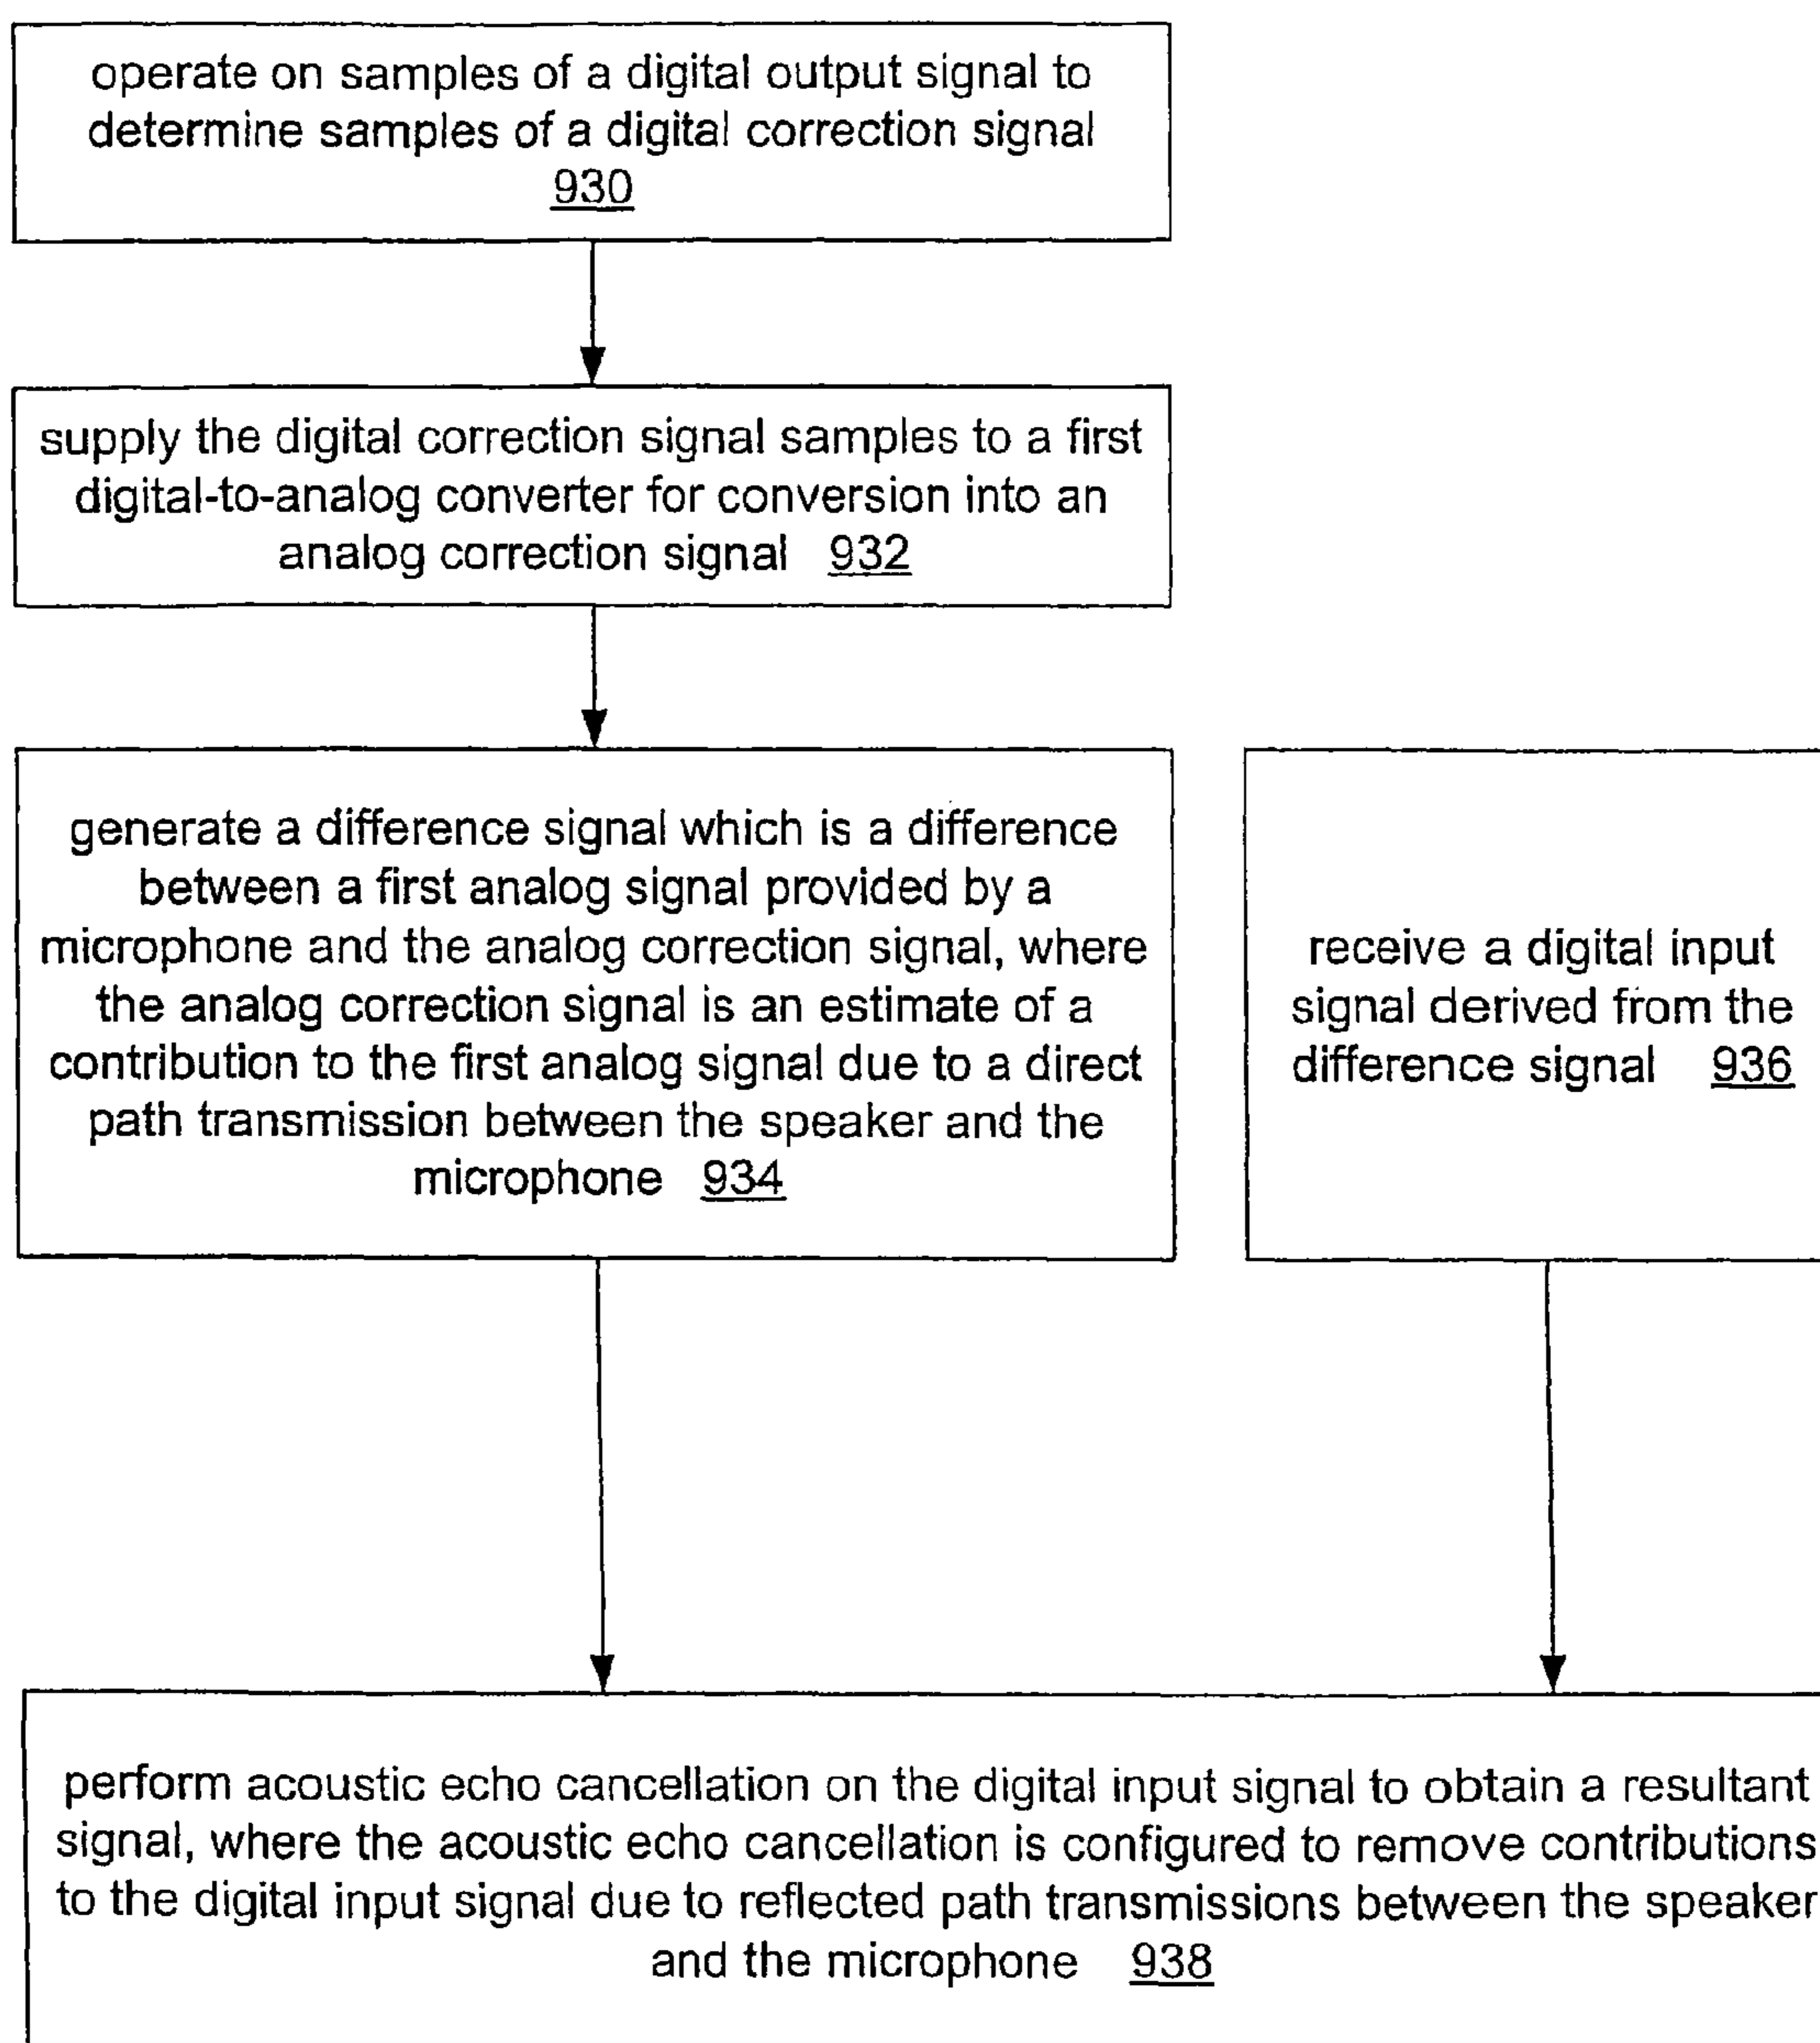 operate on samples of a digital output signal to
determine samples of a digital correction signal
930
supply the digital correction signal samples to a first
digital-to-analog converter for conversion into an
analog correction signal 932
generate a difference signal which is a difference
between a first analog signal provided by a
microphone and the analog correction signal, where
the analog correction signal is an estimate of a
contribution to the first analog signal due to a direct
path transmission between the speaker and the
microphone 934
receive a digital input
signal derived from the
difference signal 936
perform acoustic echo cancellation on the digital input signal to obtain a resultant
signal, where the acoustic echo cancellation is configured to remove contributions
to the digital input signal due to reflected path transmissions between the speaker
and the microphone 938